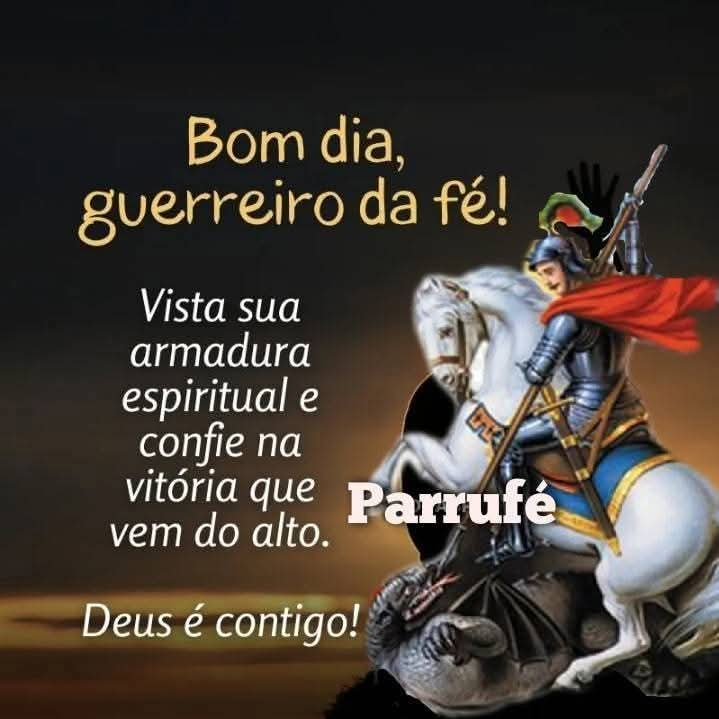 Bom dia,
guerreiro da fé!
Vista sua
armadura
espiritual e
confie na
vitória que
vem do alto.
Parrufé
Deus é contigo!